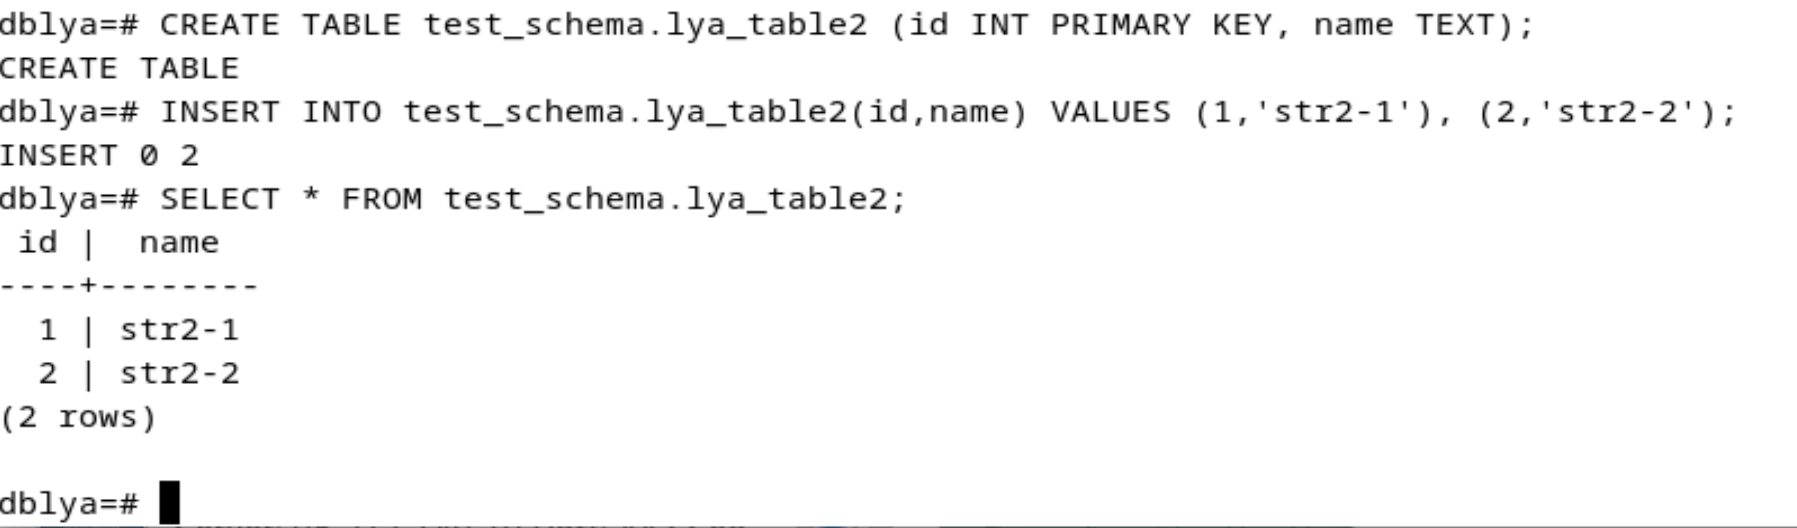 dblya=# CREATE TABLE test_schema.lya_table2 (id INT PRIMARY KEY, name TEXT);
CREATE TABLE
dblya=# INSERT INTO test_schema.lya_table2(id,name) VALUES (1,'str2-1'), (2,'str2-2');
INSERT 0 2
dblya=# SELECT * FROM test_schema.lya_table2;
 id |  name
----+--------
  1 | str2-1
  2 | str2-2
(2 rows)

dblya=#